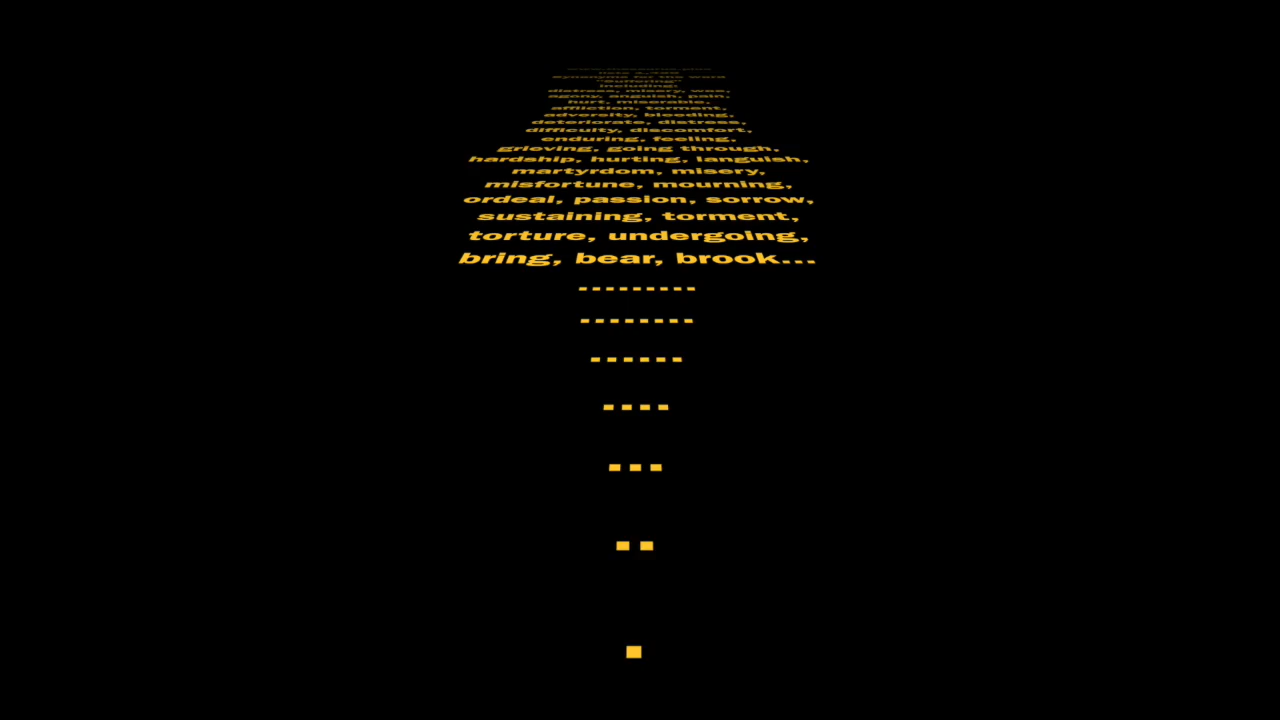 Synonyms for the word
"Suffering"
including:
distress, misery, woe,
agony, anguish, pain,
hurt, miserable,
affliction, torment,
adversity, bleeding,
deteriorate, distress,
difficulty, discomfort,
enduring, feeling,
grieving, going through,
hardship, hurting, languish,
martyrdom, misery,
misfortune, mourning,
ordeal, passion, sorrow,
sustaining, torment,
torture, undergoing,
bring, bear, brook...
---------
--------
------
----
---
--
-